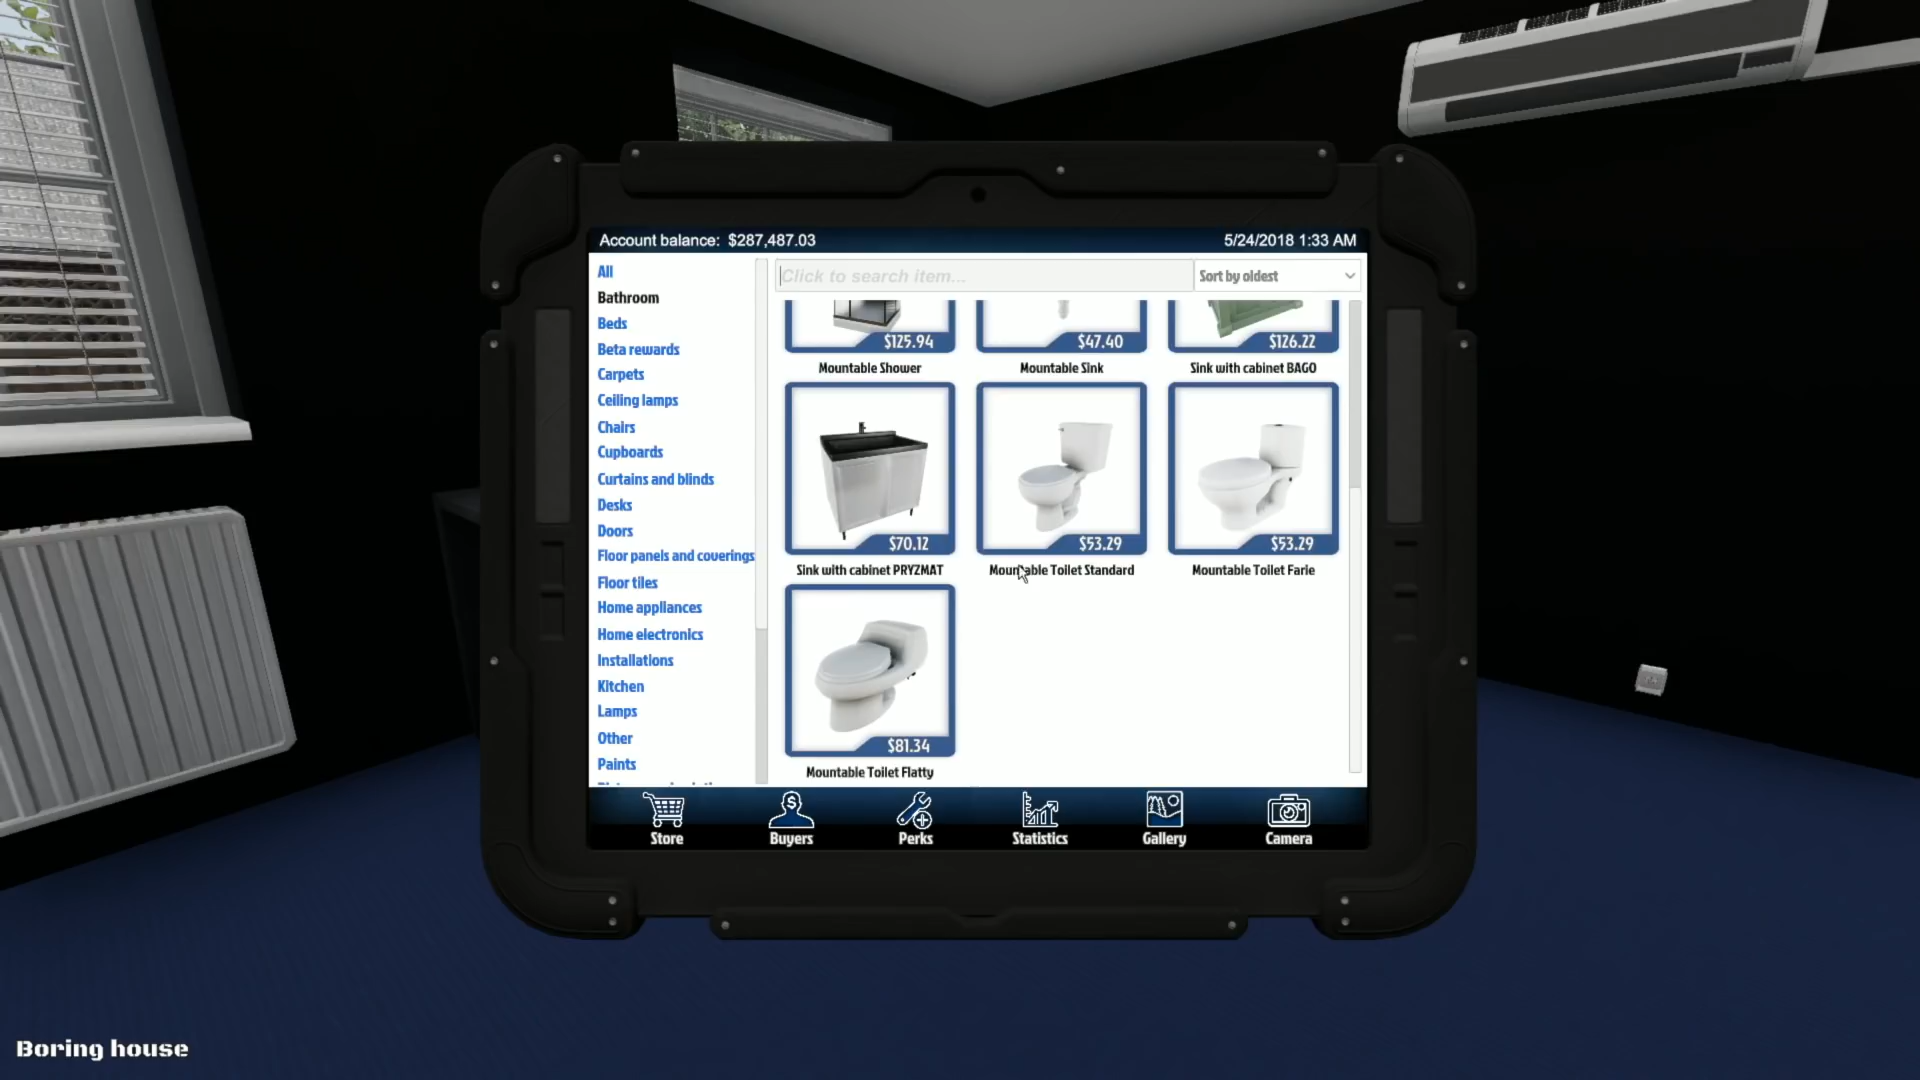 Account balance: $287,487.03
5/24/2018 1:33 AM
All
Bathroom
Beds
Beta rewards
Carpets
Ceiling lamps
Chairs
Cupboards
Curtains and blinds
Desks
Doors
Floor panels and coverings
Floor tiles
Home appliances
Home electronics
Installations
Kitchen
Lamps
Other
Paints
Click to search item...
Sort by oldest
$125.94
$47.40
$126.22
Mountable Shower
Mountable Sink
Sink with cabinet BAGO
$70.12
$53.29
$53.29
Sink with cabinet PRYZMAT
Mountable Toilet Standard
Mountable Toilet Farie
$81.34
Mountable Toilet Flatty
Store
Buyers
Perks
Statistics
Gallery
Camera
Boring house